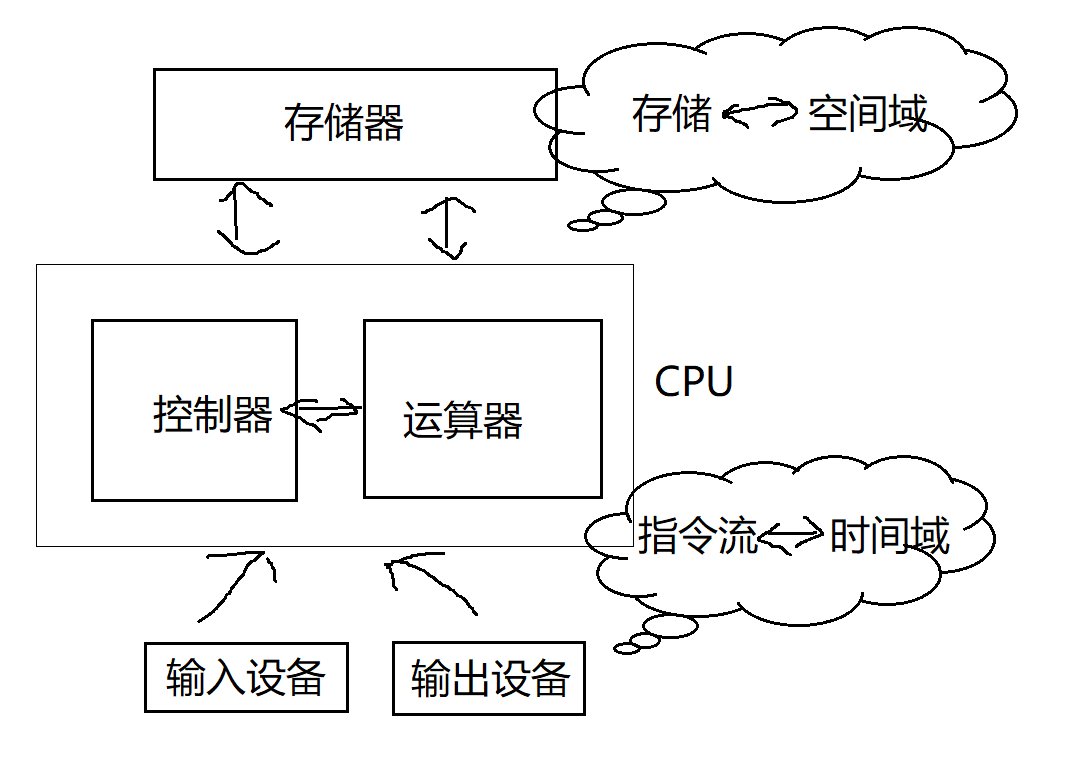 存储器
存储 空间域
控制器
运算器
CPU
指令流 时间域
输入设备
输出设备